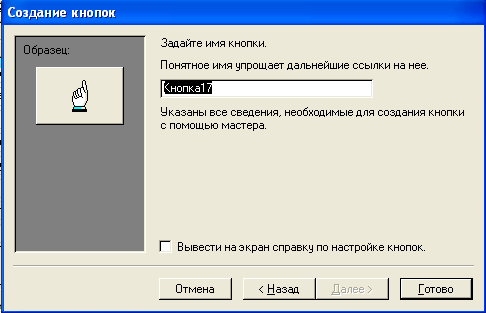 Создание кнопок
Образец:
Задайте имя кнопки.
Понятное имя упрощает дальнейшие ссылки на нее.
Кнопка17
Указаны все сведения, необходимые для создания кнопки
с помощью мастера.
Вывести на экран справку по настройке кнопок.
Отмена
< Назад
Далее >
Готово